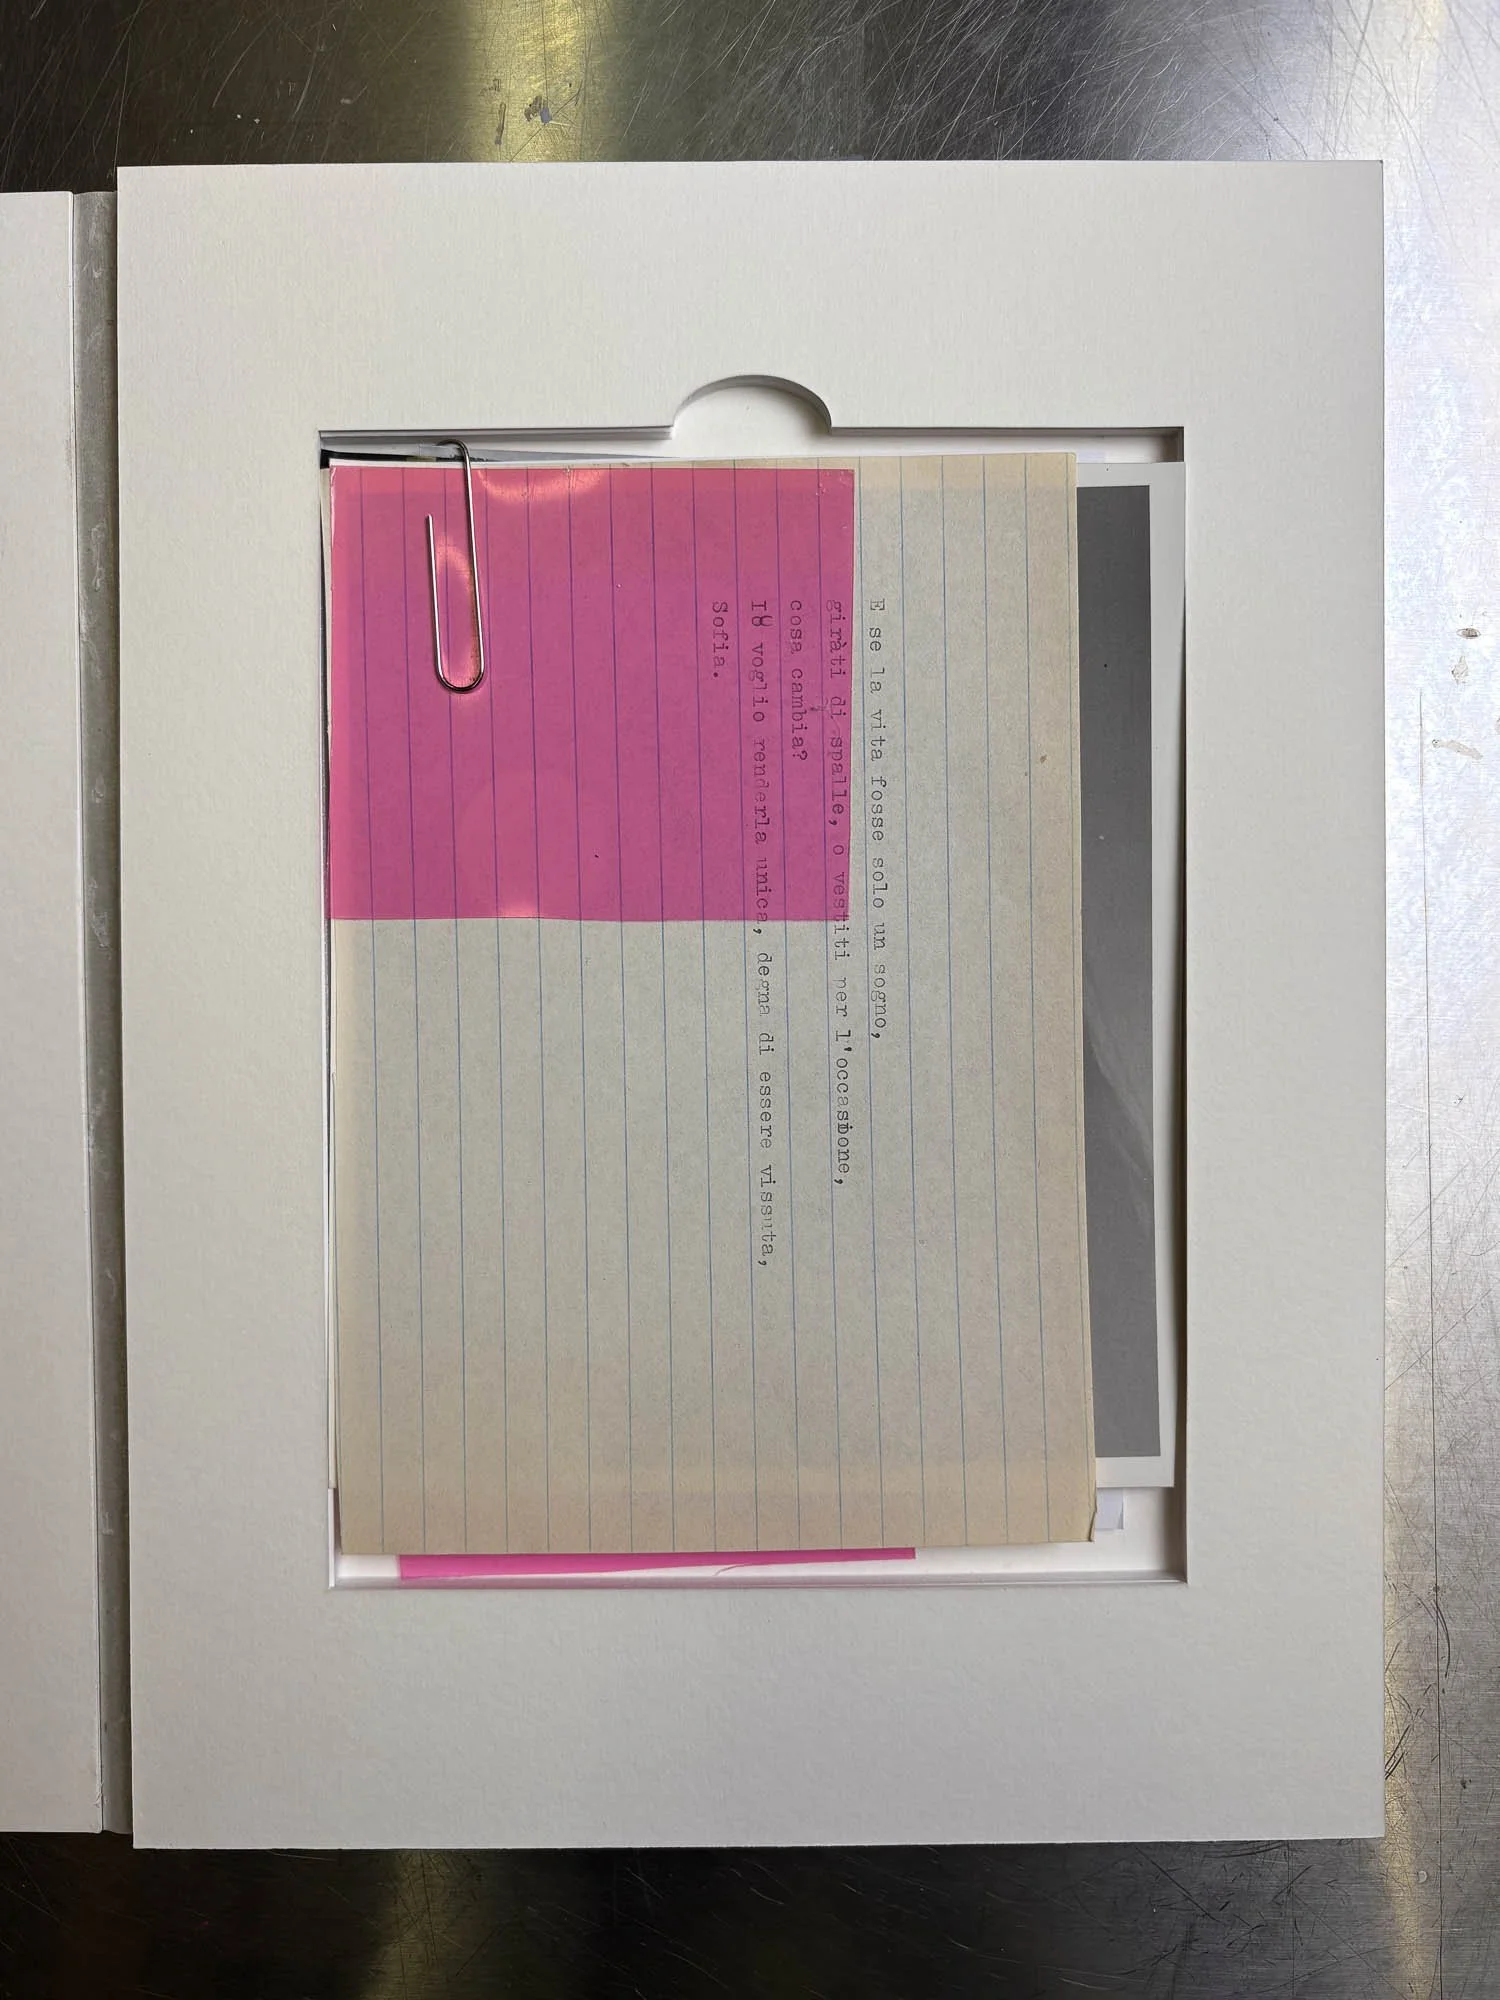 E se la vita fosse solo un sogno,
giràti di spalle, o vestiti per l'occasione,
cosa cambia?
Io voglio renderla unica, degna di essere vissuta,
Sofia.